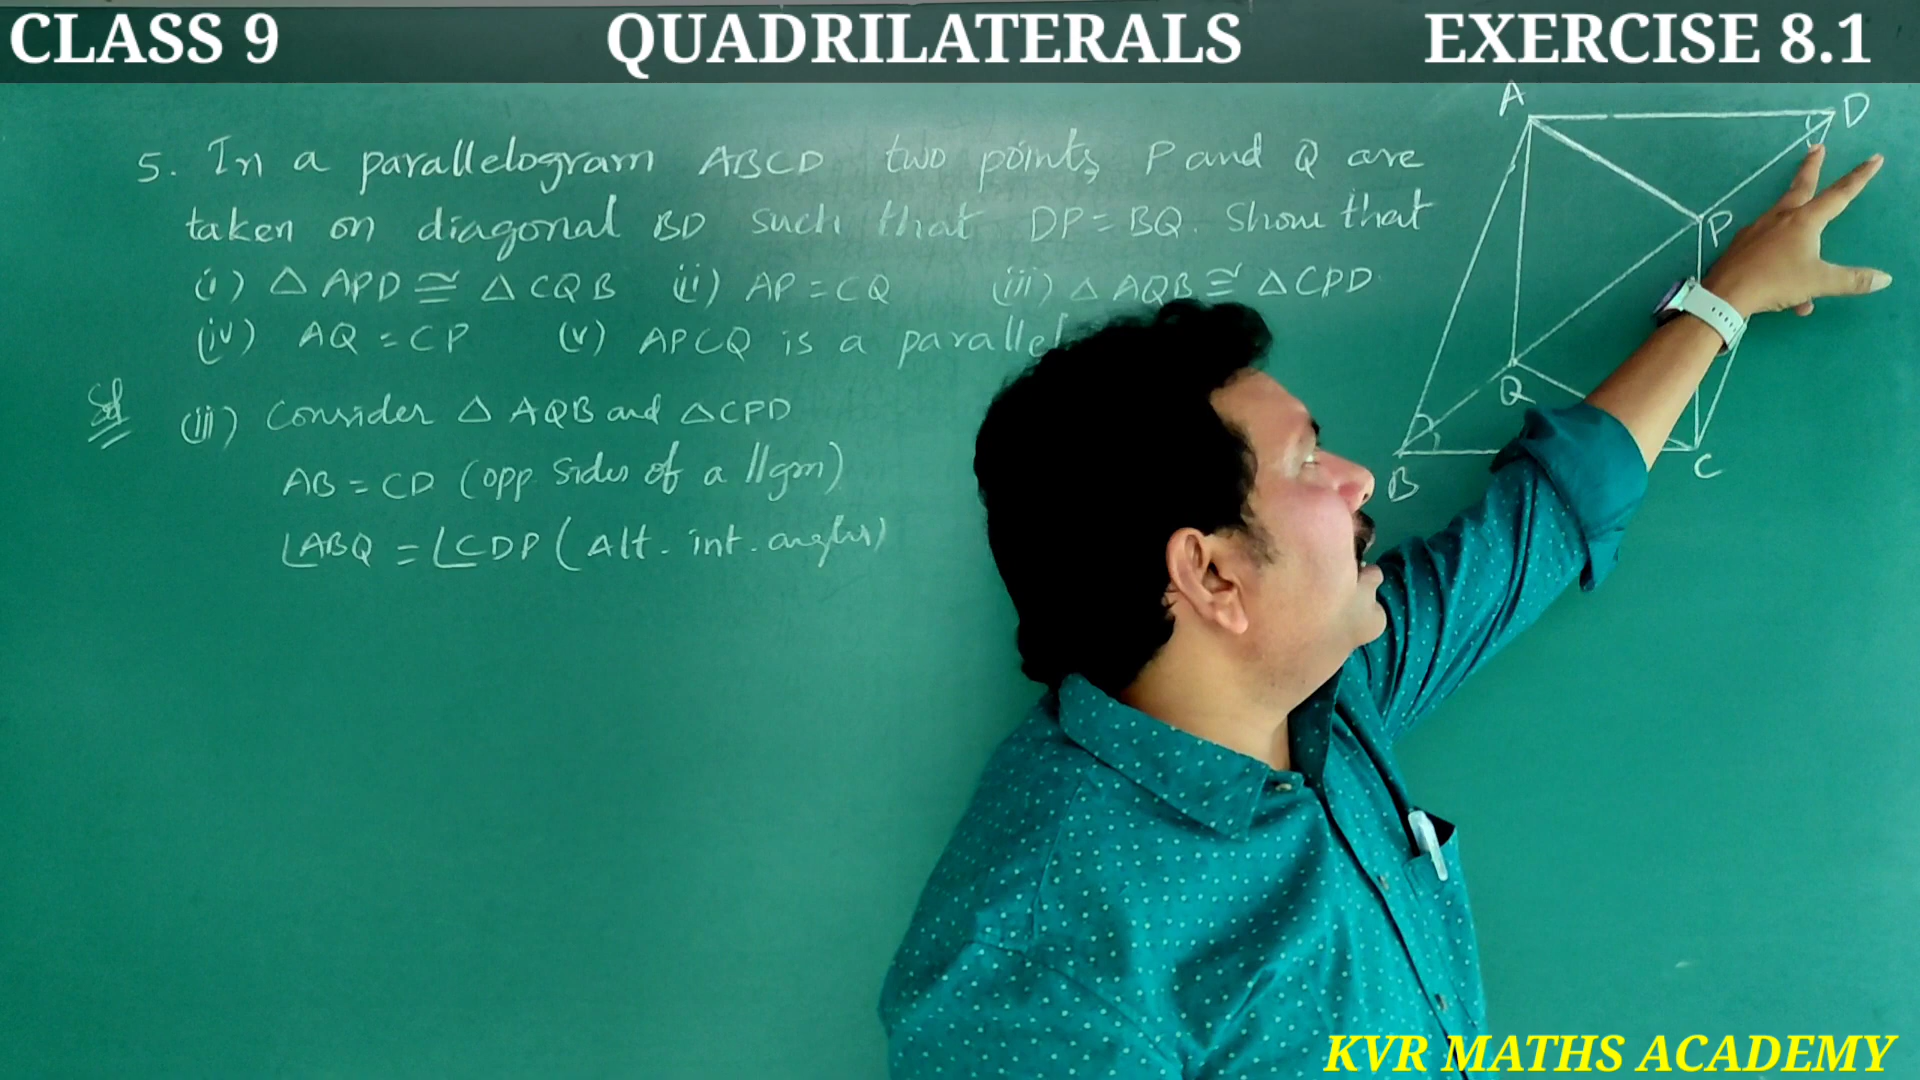 CLASS 9 QUADRILATERALS EXERCISE 8.1
5. In a parallelogram ABCD two points P and Q are
taken on diagonal BD such that DP = BQ. Show that
(i) △ APD ≅ △ CQB (ii) AP = CQ (iii) △ AQB ≅ △ CPD
(iv) AQ = CP (v) APCQ is a parallel
Sol (iii) Consider △ AQB and △ CPD
AB = CD (opp. sides of a ||gm)
∠ABQ = ∠CDP (Alt. int. angles)
A D
P
Q
B C
KVR MATHS ACADEMY